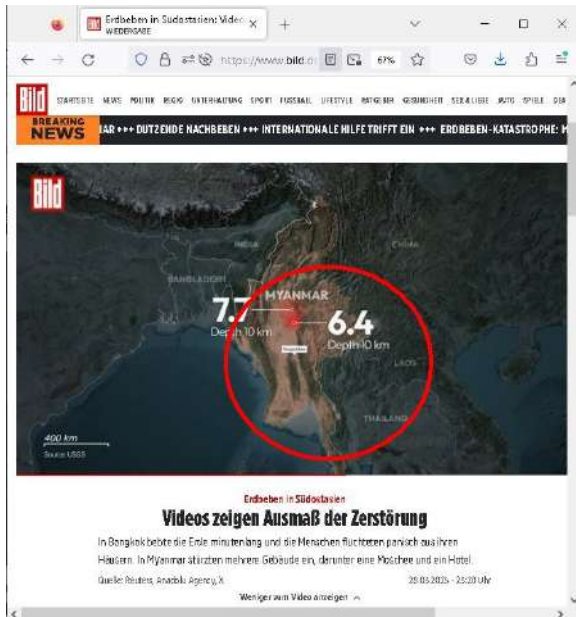 Erdbeben in Südostasien: Video
WIEDERGABE
https://www.bild.d
67%
Bild
STARTSEITE NEWS POLITIK REGIO UNTERHALTUNG SPORT FUSSBALL LIFESTYLE RATGEBER GESUNDHEIT SEX & LIEBE AUTO SPIELE
BREAKING
NEWS
AR +++ DUTZENDE NACHBEBEN +++ INTERNATIONALE HILFE TRIFFT EIN +++ ERDBEBEN-KATASTROPHE:
Bild
INDIA
CHINA
BANGLADESH
MYANMAR
7.7
Depth 10 km
6.4
Depth 10 km
LAOS
THAILAND
400 km
Source: USGS
Erdbeben in Südostasien
Videos zeigen Ausmaß der Zerstörung
In Bangkok bebte die Erde minutenlang und die Menschen flüchteten panisch aus ihren
Häusern. In Myanmar stürzten mehrere Gebäude ein, darunter eine Moschee und ein Hotel.
Quelle: Reuters, Anadolu Agency, X
28.03.2025 - 23:20 Uhr
Weniger zum Video anzeigen